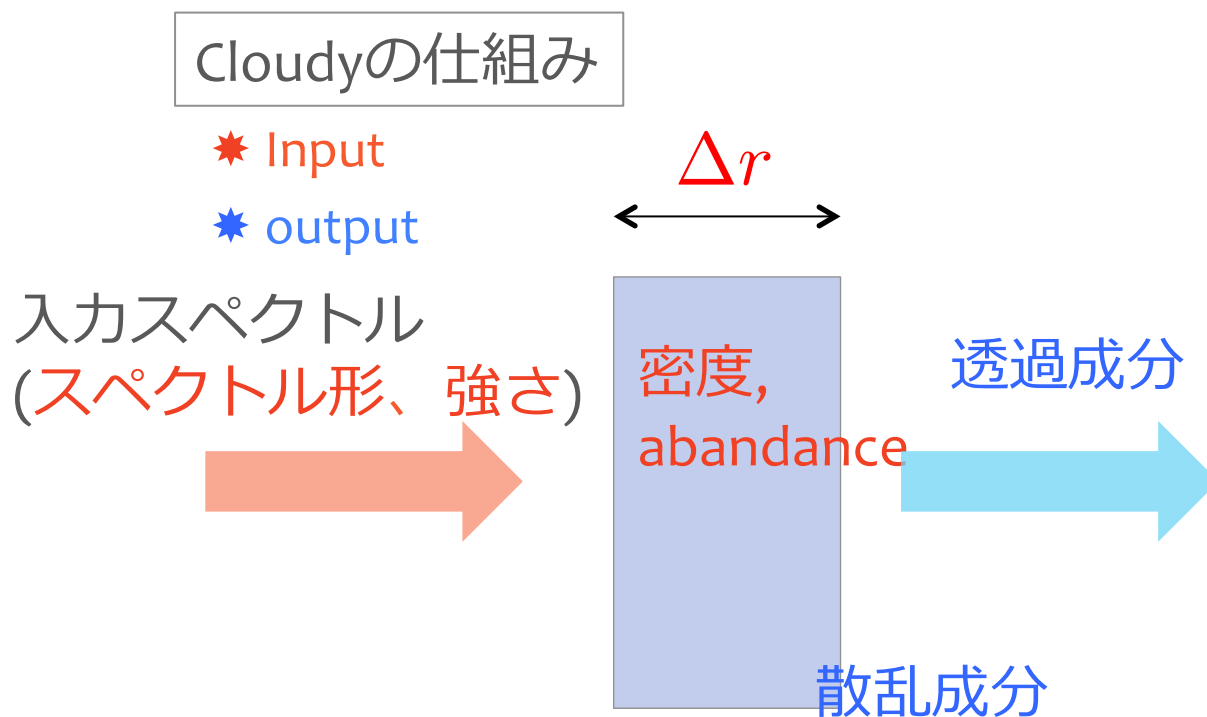 Cloudyの仕組み
Input
output
Δr
入力スペクトル
(スペクトル形、強さ)
密度,
abandance
透過成分
散乱成分